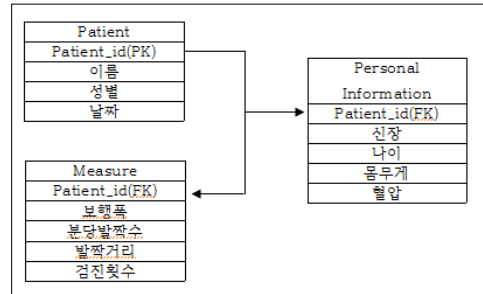 Patient
Patient_id(PK)
이름
성별
날짜
Personal
Information
Patient_id(FK)
신장
나이
몸무게
혈압
Measure
Patient_id(FK)
보행폭
분당발짝수
발짝거리
검진횟수